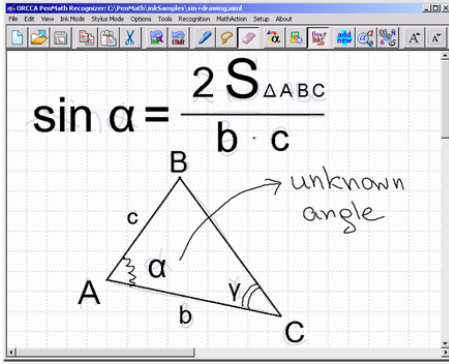 ORCCA PenMath Recognizer: C:\PenMath\InkSamples\sin+drawing.ximl
File Edit View Ink Mode Stylus Mode Options Tools Recognition MathAction Setup About
sin α = 2 S △ABC
b · c
B
unknown
angle
c
α
A
γ
b
C